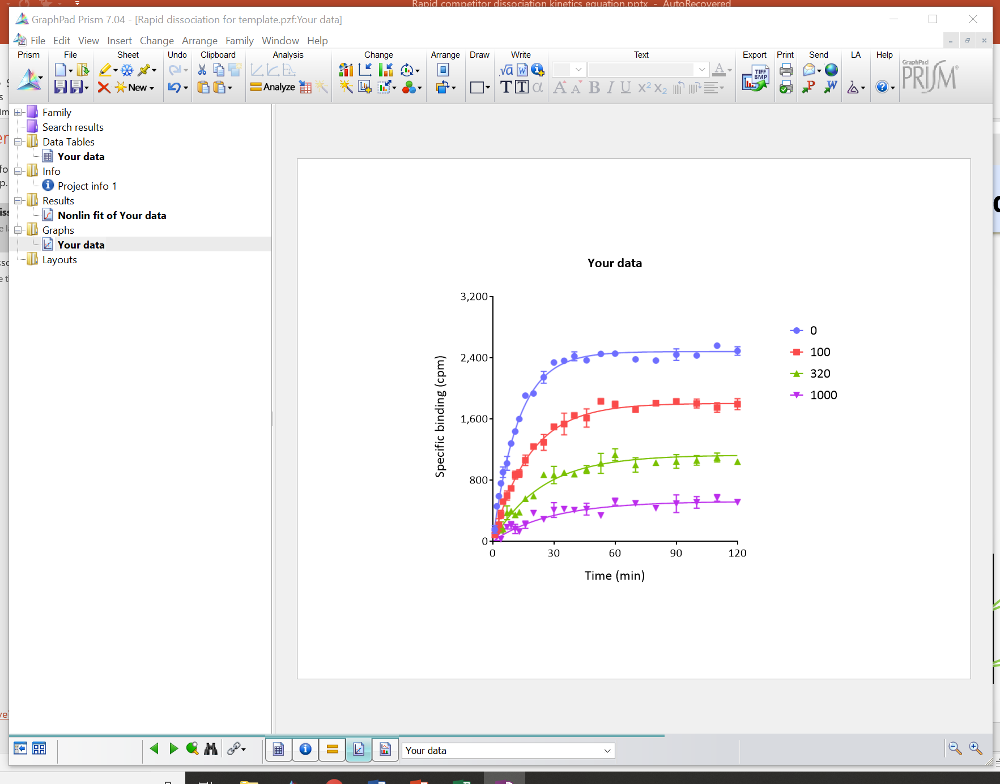 Rapid competitor dissociation kinetics equation.pptx - AutoRecovered
GraphPad Prism 7.04 - [Rapid dissociation for template.pzf:Your data]
File Edit View Insert Change Arrange Family Window Help
Prism File Sheet Undo Clipboard Analysis Change Arrange Draw Write Text Export Print Send LA Help
New
Analyze
TIFF
BMP
GraphPad
PRISM
Family
Search results
Data Tables
Your data
Info
Project info 1
Results
Nonlin fit of Your data
Graphs
Your data
Layouts
Your data
3,200
2,400
1,600
800
0
0 30 60 90 120
Specific binding (cpm)
Time (min)
0
100
320
1000
Your data